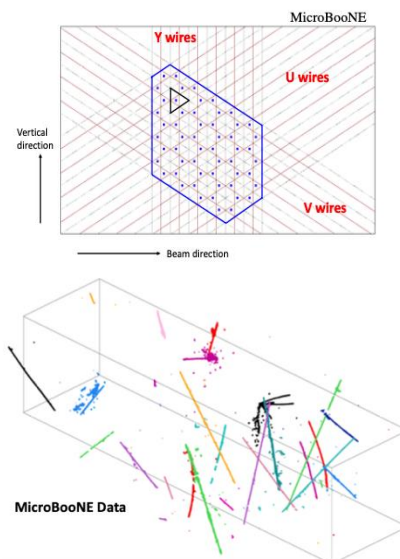 MicroBooNE
Y wires
U wires
Vertical
direction
V wires
Beam direction
MicroBooNE Data